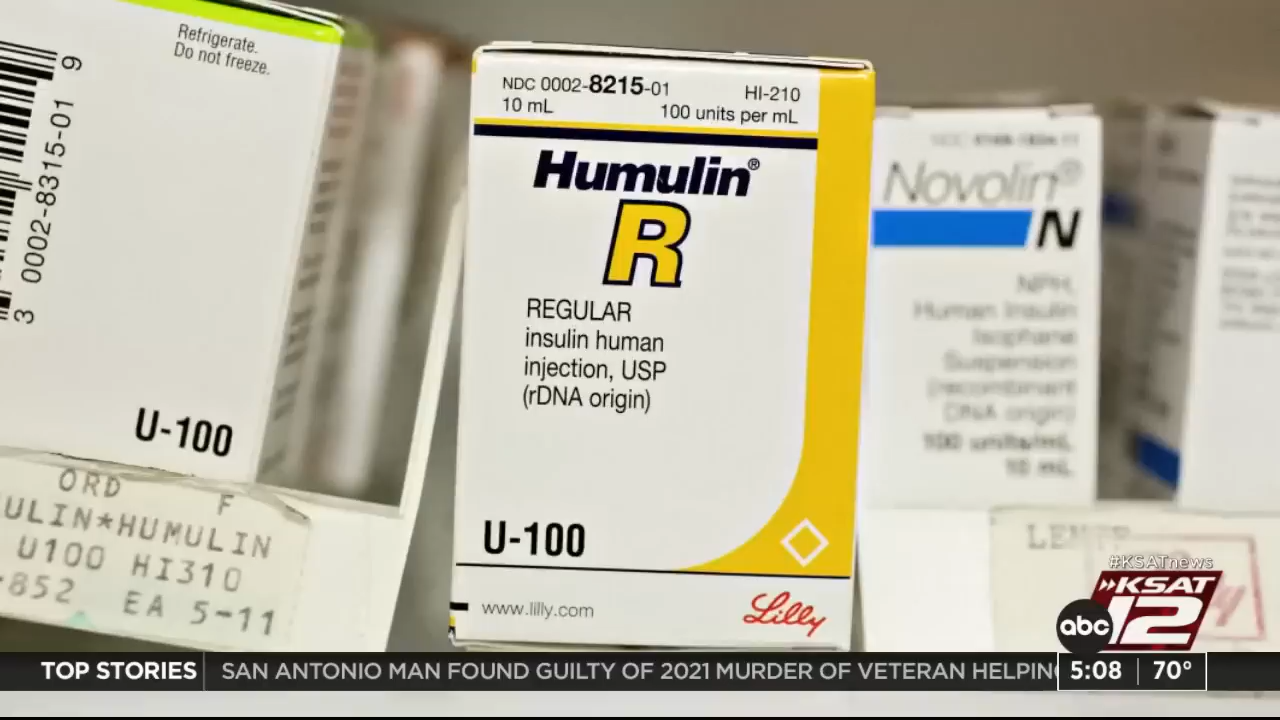 Refrigerate.
Do not freeze.
3 0002-8315-01 9
U-100
ORD F
ULIN*HUMULIN
U100 HI310
-852 EA 5-11
NDC 0002-8215-01 HI-210
10 mL 100 units per mL
Humulin®
R
REGULAR
insulin human
injection, USP
(rDNA origin)
U-100
www.lilly.com
Lilly
Novolin®
N
NPH,
Human Insulin
Isophane
Suspension
(recombinant
DNA origin)
100 units/mL
10 mL
#KSATnews
KSAT
abc 12
TOP STORIES SAN ANTONIO MAN FOUND GUILTY OF 2021 MURDER OF VETERAN HELPIN
5:08 70°